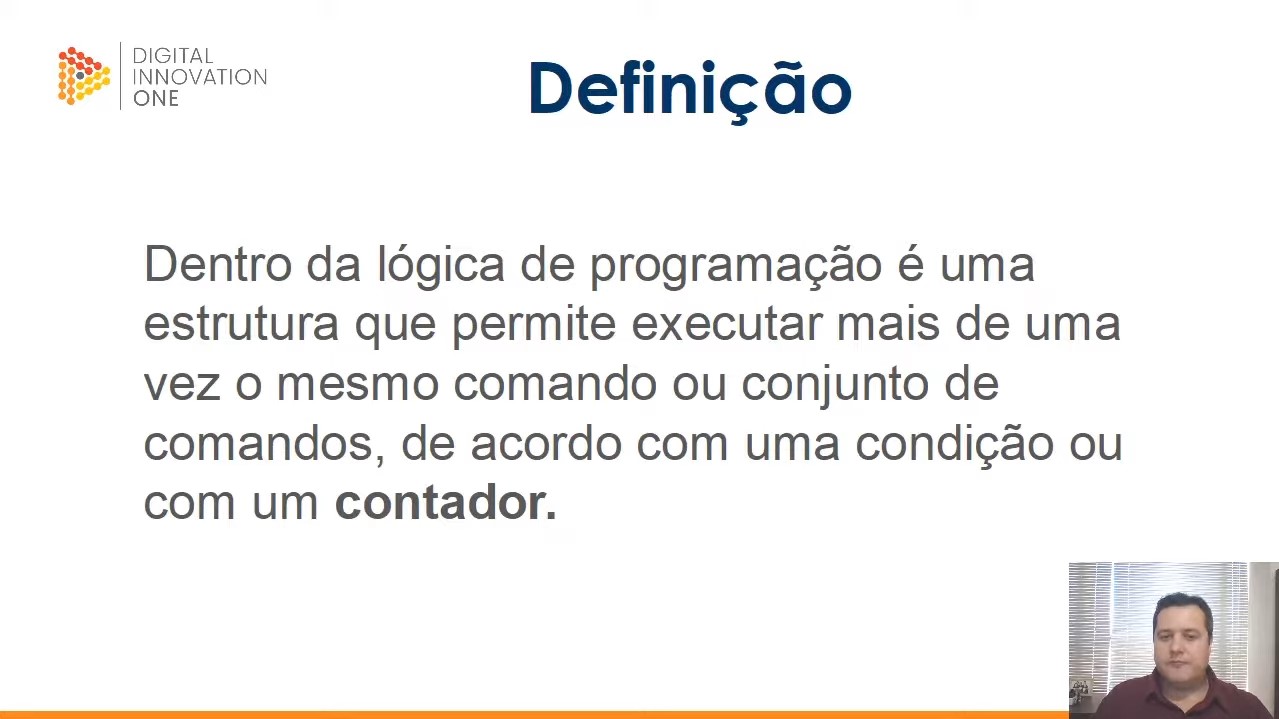 DIGITAL
INNOVATION
ONE
Definição
Dentro da lógica de programação é uma
estrutura que permite executar mais de uma
vez o mesmo comando ou conjunto de
comandos, de acordo com uma condição ou
com um contador.